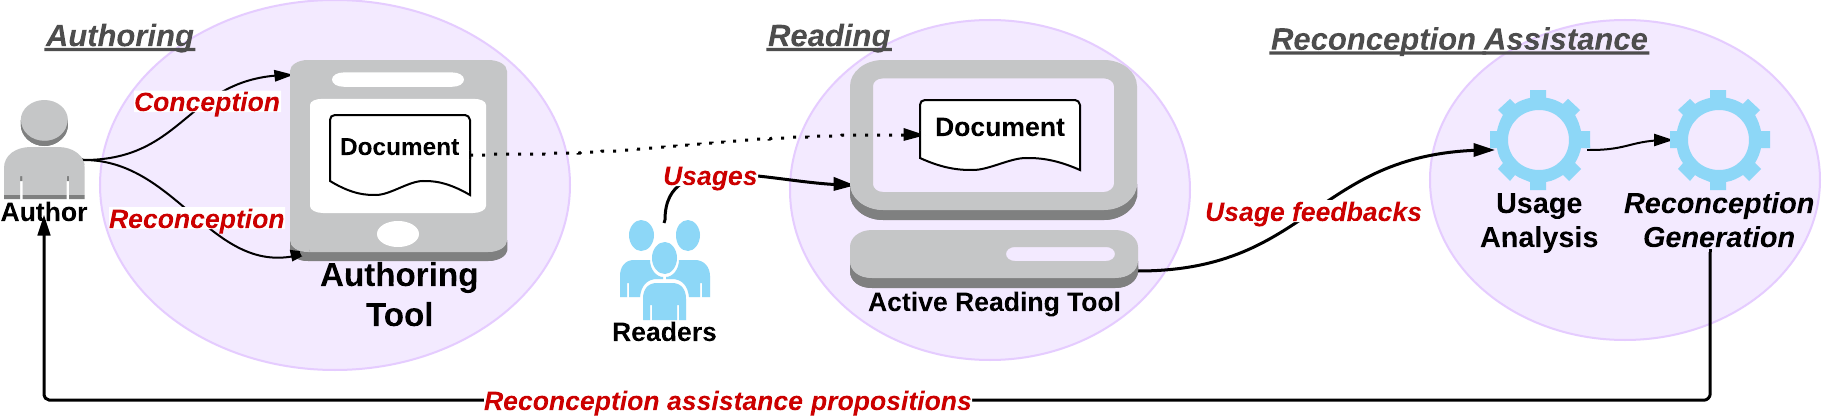 Authoring
Reading
Reconception Assistance
Conception
Document
Document
Author
Reconception
Authoring
Tool
Usages
Readers
Active Reading Tool
Usage feedbacks
Usage
Analysis
Reconception
Generation
Reconception assistance propositions